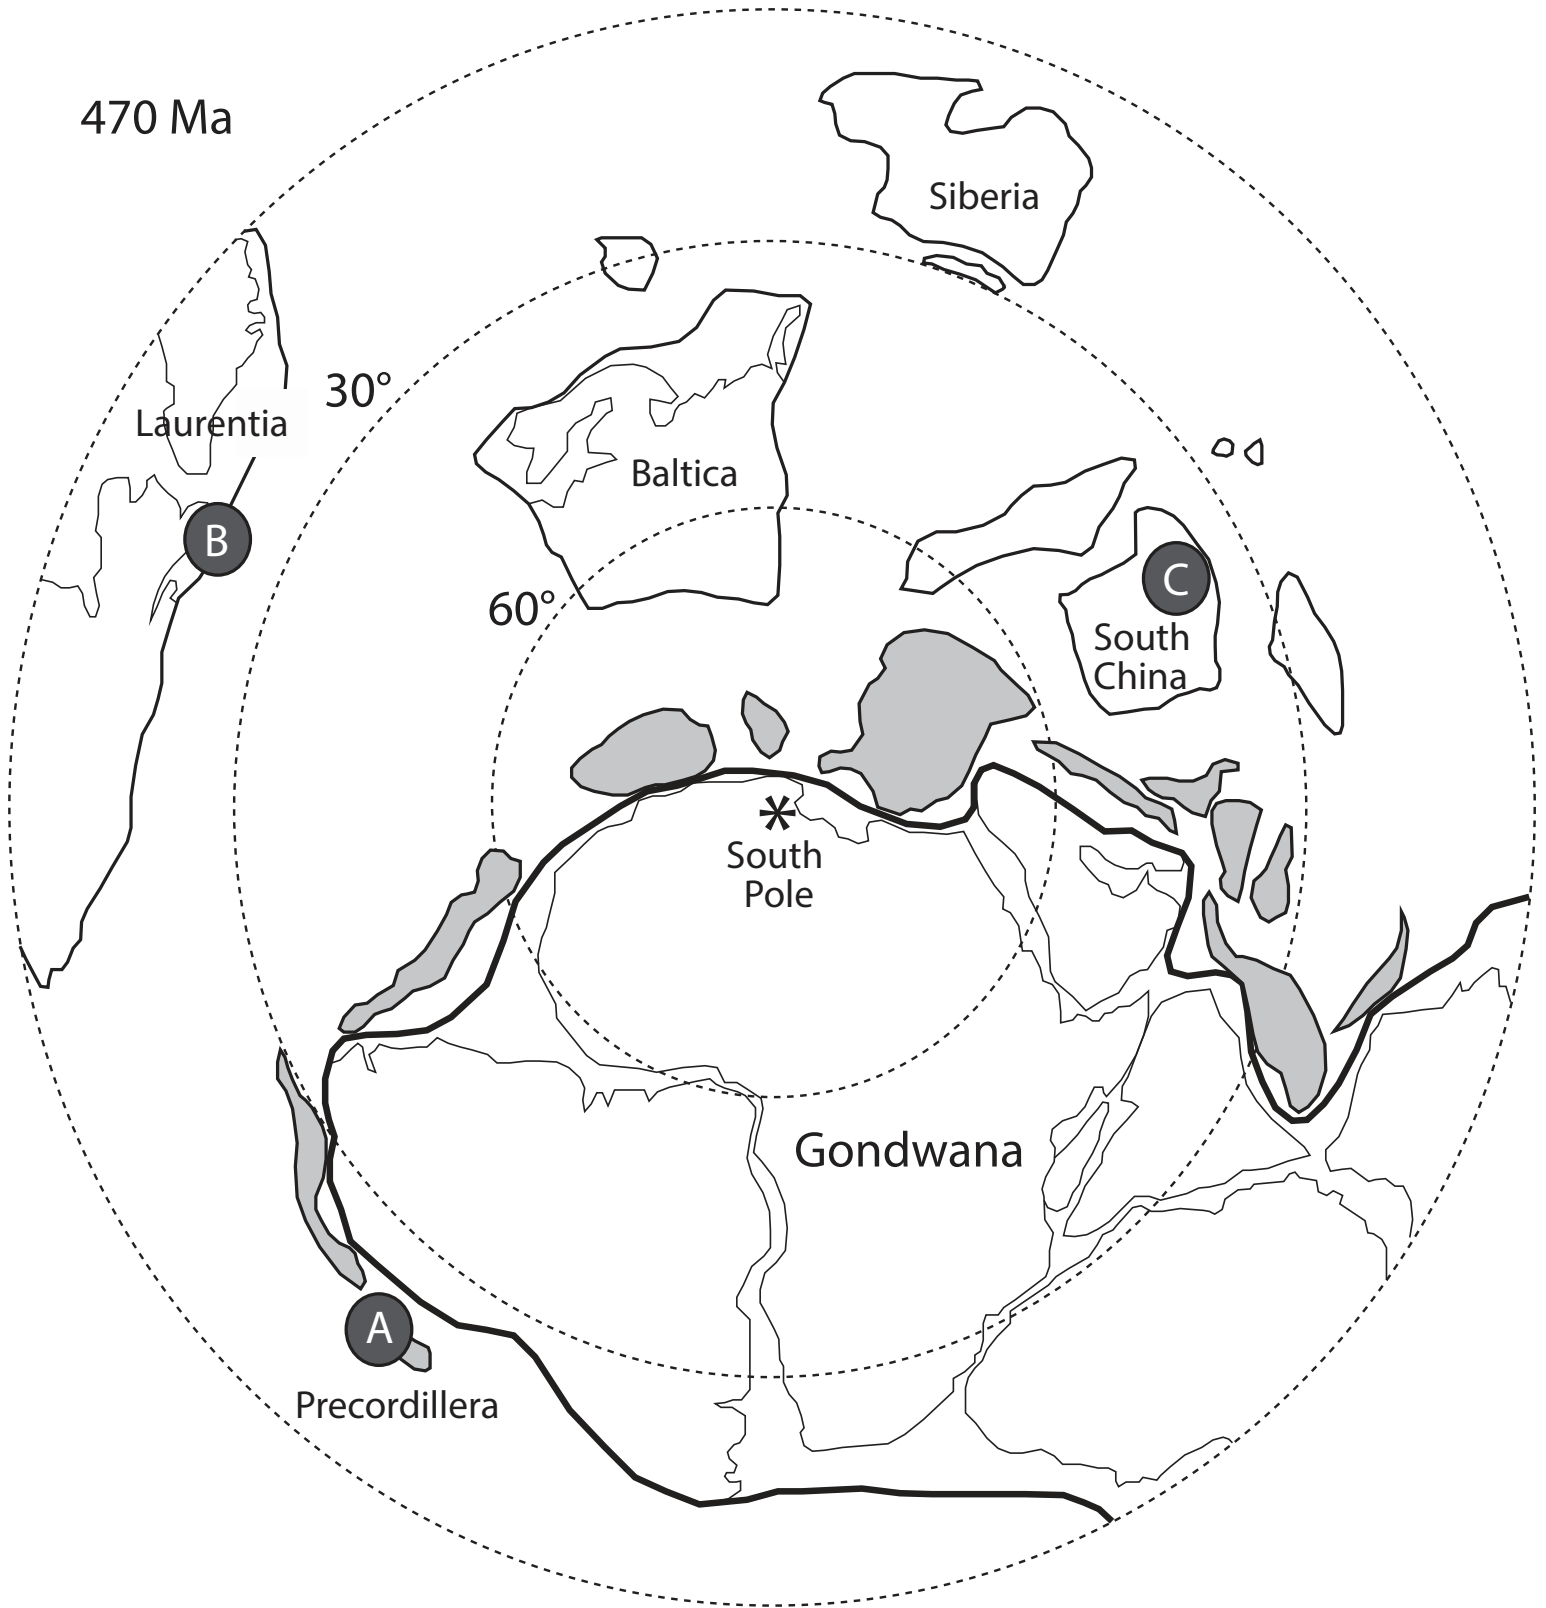 470 Ma
Siberia
30°
Laurentia
Baltica
B
C
60°
South
China
South
Pole
Gondwana
A
Precordillera